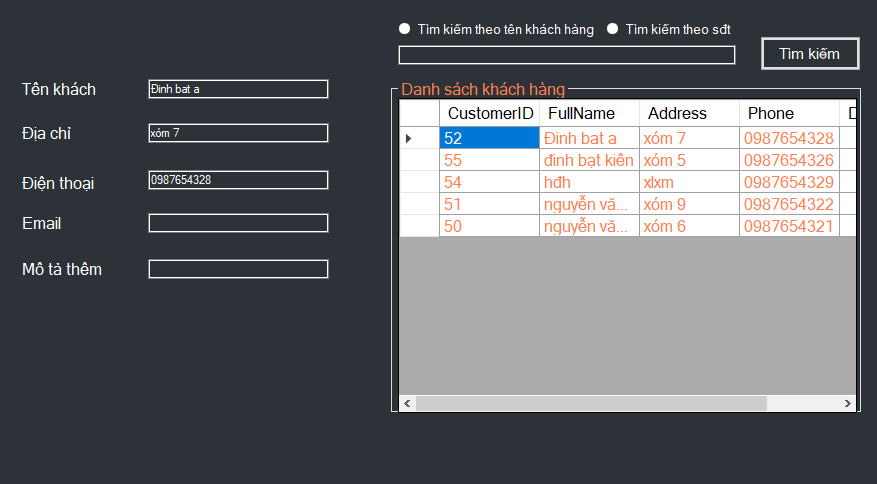 Tìm kiếm theo tên khách hàng Tìm kiếm theo sđt
Tìm kiếm
Tên khách Đinh bat a
Địa chỉ xóm 7
Điện thoại 0987654328
Email
Mô tả thêm
Danh sách khách hàng
CustomerID FullName Address Phone D
52 Đinh bat a xóm 7 0987654328
55 đinh bạt kiên xóm 5 0987654326
54 hđh xlxm 0987654329
51 nguyễn vă... xóm 9 0987654322
50 nguyễn vă... xóm 6 0987654321